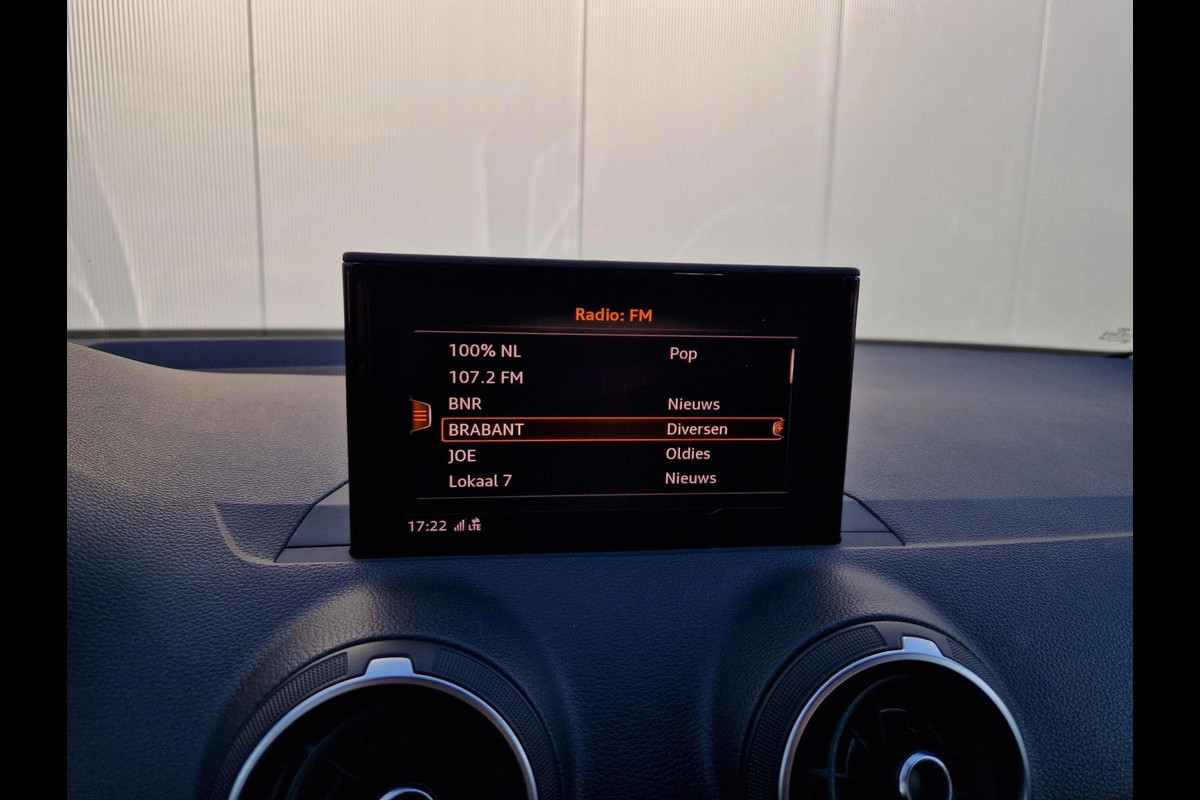 Radio: FM
100% NL Pop
107.2 FM
BNR Nieuws
BRABANT Diversen
JOE Oldies
Lokaal 7 Nieuws
17:22 LTE